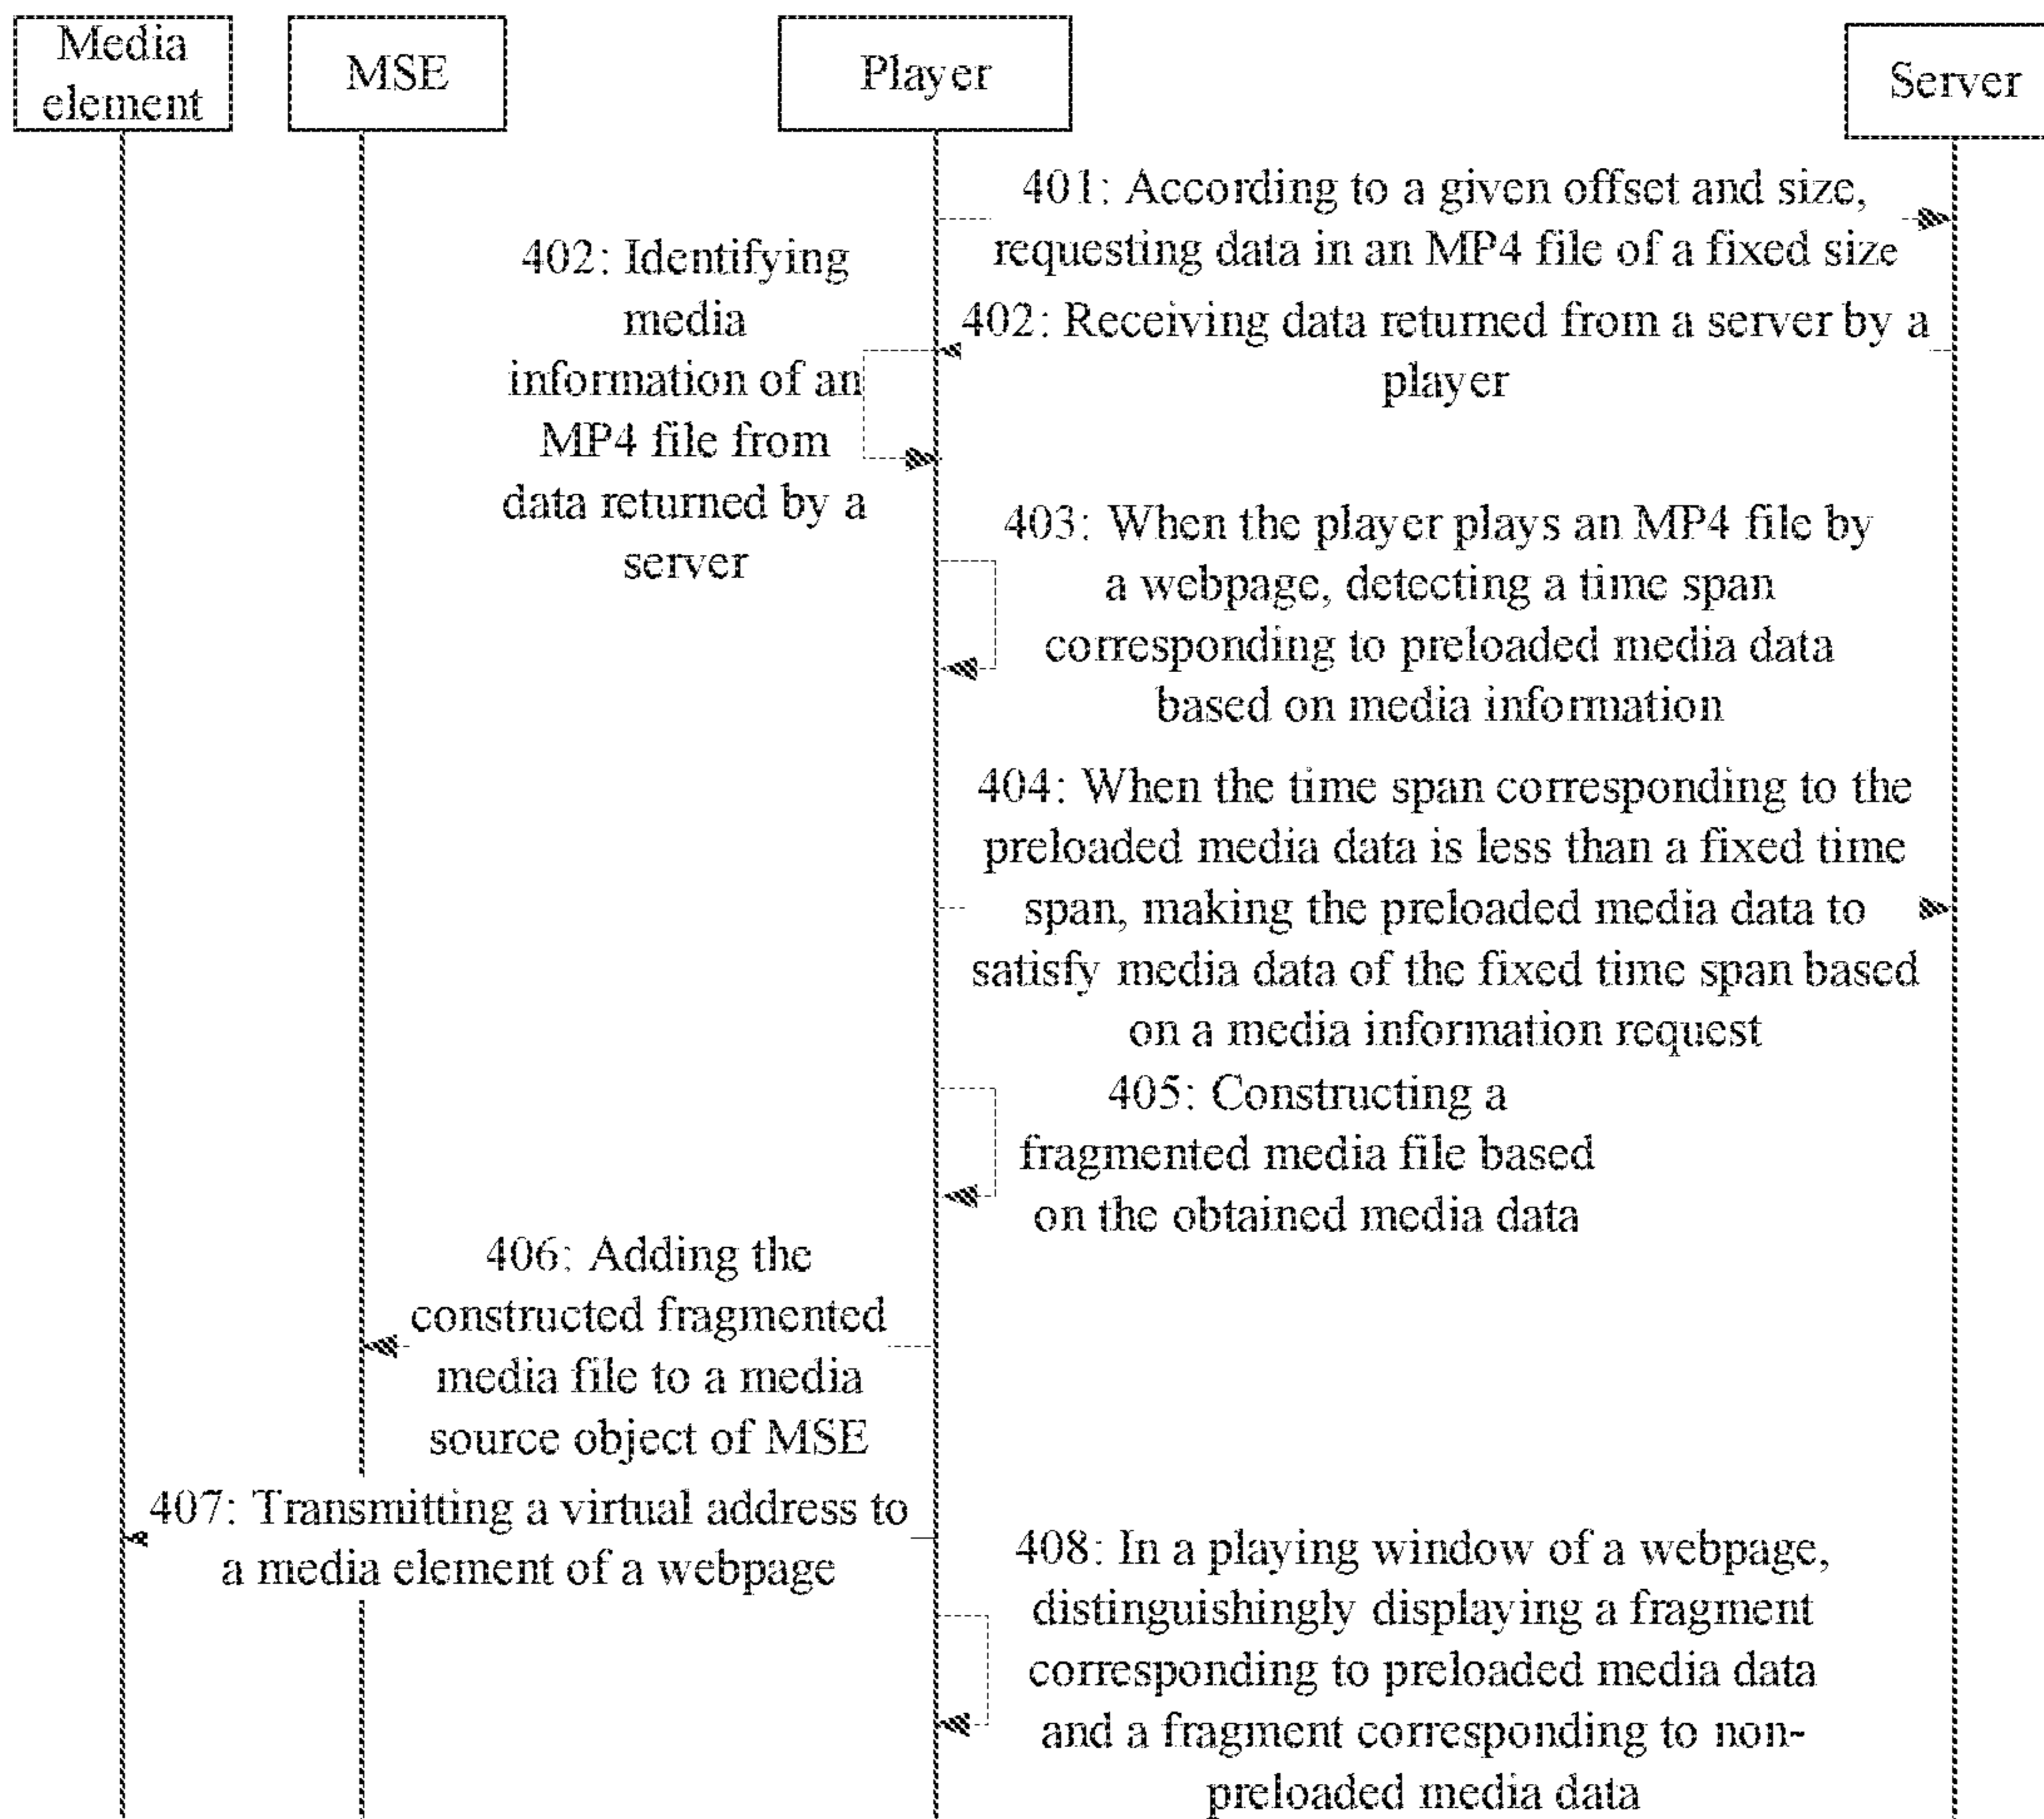 Media
element
MSE
Player
Server
401: According to a given offset and size,
requesting data in an MP4 file of a fixed size
402: Receiving data returned from a server by a
player
402: Identifying
media
information of an
MP4 file from
data returned by a
server
403: When the player plays an MP4 file by
a webpage, detecting a time span
corresponding to preloaded media data
based on media information
404: When the time span corresponding to the
preloaded media data is less than a fixed time
span, making the preloaded media data to
satisfy media data of the fixed time span based
on a media information request
405: Constructing a
fragmented media file based
on the obtained media data
406: Adding the
constructed fragmented
media file to a media
source object of MSE
407: Transmitting a virtual address to
a media element of a webpage
408: In a playing window of a webpage,
distinguishingly displaying a fragment
corresponding to preloaded media data
and a fragment corresponding to non-
preloaded media data